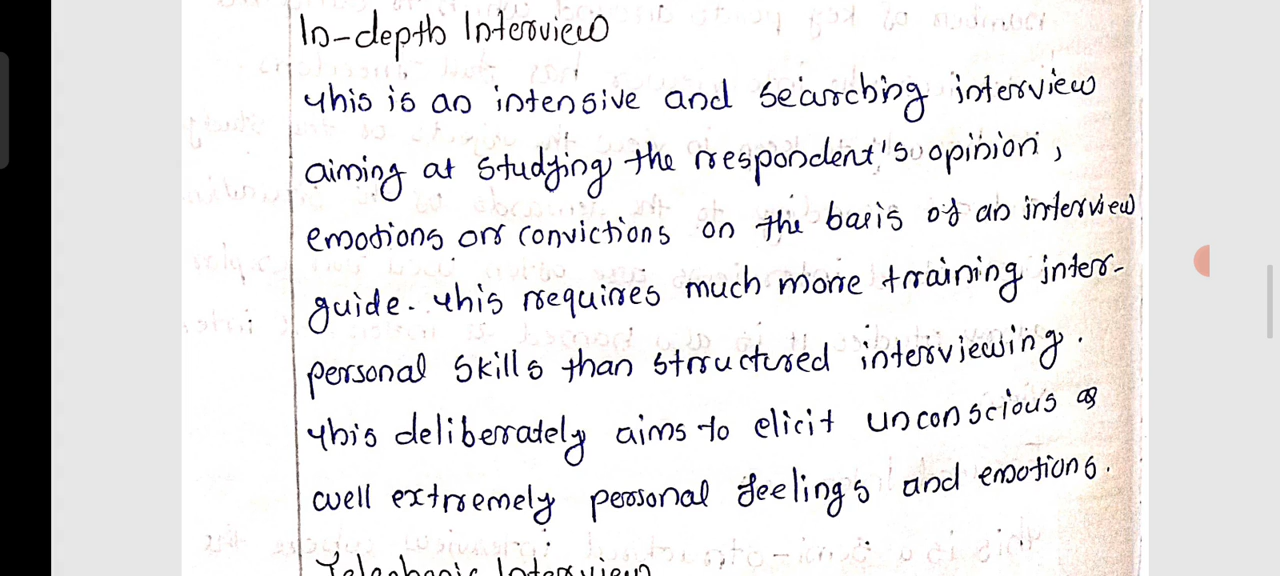 In-depth Interview
This is an intensive and searching interview
aiming at studying the respondent's opinion,
emotions or convictions on the basis of an interview
guide. This requires much more training inter-
personal skills than structured interviewing.
This deliberately aims to elicit unconscious as
well extremely personal feelings and emotions.
Telephonic Interview